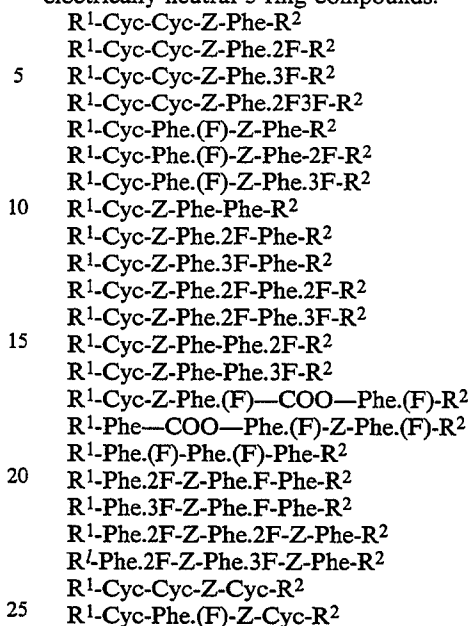 electrically neutral 3-ring compounds:
R¹-Cyc-Cyc-Z-Phe-R²
R¹-Cyc-Cyc-Z-Phe.2F-R²
5 R¹-Cyc-Cyc-Z-Phe.3F-R²
R¹-Cyc-Cyc-Z-Phe.2F3F-R²
R¹-Cyc-Phe.(F)-Z-Phe-R²
R¹-Cyc-Phe.(F)-Z-Phe-2F-R²
R¹-Cyc-Phe.(F)-Z-Phe.3F-R²
10 R¹-Cyc-Z-Phe-Phe-R²
R¹-Cyc-Z-Phe.2F-Phe-R²
R¹-Cyc-Z-Phe.3F-Phe-R²
R¹-Cyc-Z-Phe.2F-Phe.2F-R²
R¹-Cyc-Z-Phe.2F-Phe.3F-R²
15 R¹-Cyc-Z-Phe-Phe.2F-R²
R¹-Cyc-Z-Phe-Phe.3F-R²
R¹-Cyc-Z-Phe.(F)—COO—Phe.(F)-R²
R¹-Phe—COO—Phe.(F)-Z-Phe.(F)-R²
R¹-Phe.(F)-Phe.(F)-Phe-R²
20 R¹-Phe.2F-Z-Phe.F-Phe-R²
R¹-Phe.3F-Z-Phe.F-Phe-R²
R¹-Phe.2F-Z-Phe.2F-Z-Phe-R²
Rˡ-Phe.2F-Z-Phe.3F-Z-Phe-R²
R¹-Cyc-Cyc-Z-Cyc-R²
25 R¹-Cyc-Phe.(F)-Z-Cyc-R²